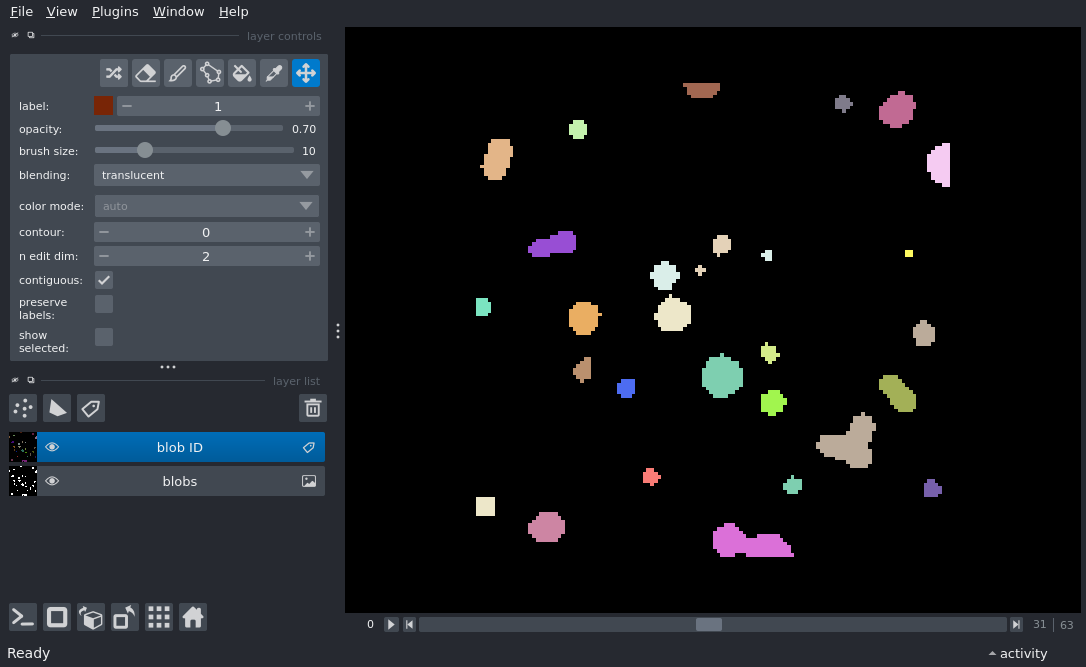 File View Plugins Window Help
layer controls
label: 1
opacity: 0.70
brush size: 10
blending: translucent
color mode: auto
contour: 0
n edit dim: 2
contiguous:
preserve
labels:
show
selected:
layer list
blob ID
blobs
0 31 | 63
Ready activity